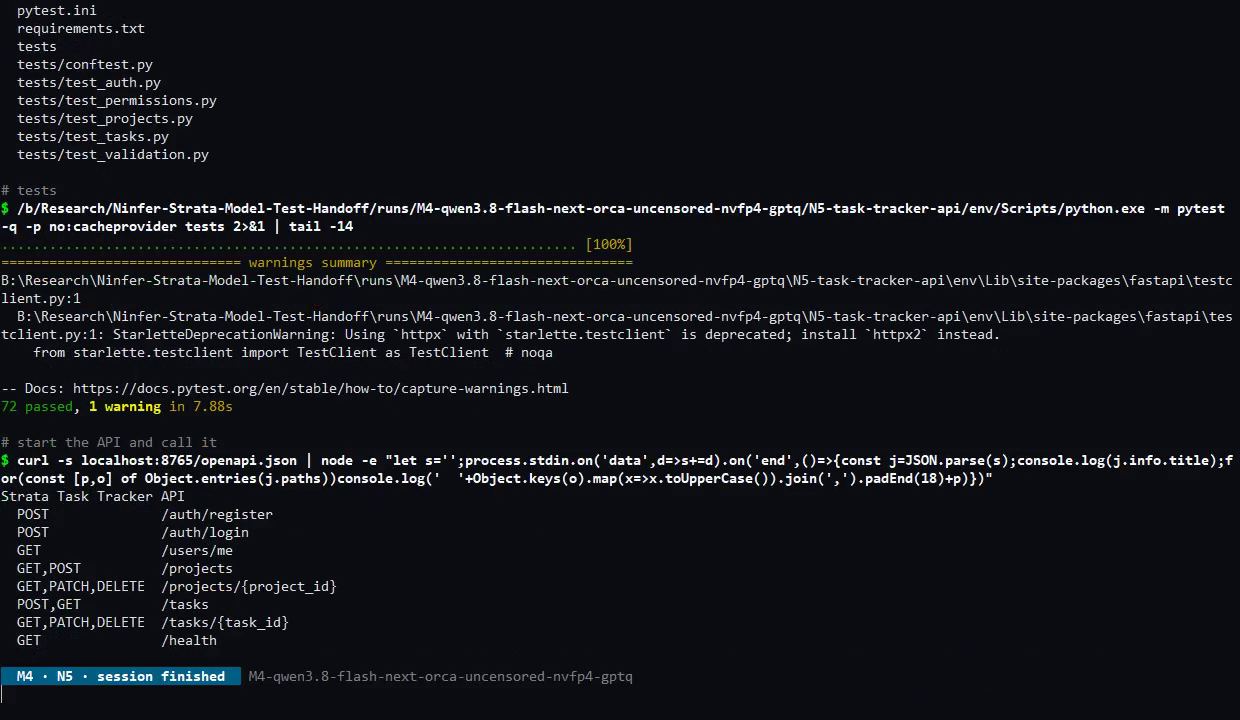 pytest.ini
requirements.txt
tests
tests/conftest.py
tests/test_auth.py
tests/test_permissions.py
tests/test_projects.py
tests/test_tasks.py
tests/test_validation.py
# tests
$ /b/Research/Ninfer-Strata-Model-Test-Handoff/runs/M4-qwen3.8-flash-next-orca-uncensored-nvfp4-gptq/N5-task-tracker-api/env/Scripts/python.exe -m pytest
-q -p no:cacheprovider tests 2>&1 | tail -14
........................................................................ [100%]
============================== warnings summary ===============================
B:\Research\Ninfer-Strata-Model-Test-Handoff\runs\M4-qwen3.8-flash-next-orca-uncensored-nvfp4-gptq\N5-task-tracker-api\env\Lib\site-packages\fastapi\testc
lient.py:1
  B:\Research\Ninfer-Strata-Model-Test-Handoff\runs\M4-qwen3.8-flash-next-orca-uncensored-nvfp4-gptq\N5-task-tracker-api\env\Lib\site-packages\fastapi\tes
tclient.py:1: StarletteDeprecationWarning: Using `httpx` with `starlette.testclient` is deprecated; install `httpx2` instead.
    from starlette.testclient import TestClient as TestClient  # noqa
-- Docs: https://docs.pytest.org/en/stable/how-to/capture-warnings.html
72 passed, 1 warning in 7.88s
# start the API and call it
$ curl -s localhost:8765/openapi.json | node -e "let s='';process.stdin.on('data',d=>s+=d).on('end',()=>{const j=JSON.parse(s);console.log(j.info.title);f
or(const [p,o] of Object.entries(j.paths))console.log('  '+Object.keys(o).map(x=>x.toUpperCase()).join(',').padEnd(18)+p)})"
Strata Task Tracker API
  POST              /auth/register
  POST              /auth/login
  GET               /users/me
  GET,POST          /projects
  GET,PATCH,DELETE  /projects/{project_id}
  POST,GET          /tasks
  GET,PATCH,DELETE  /tasks/{task_id}
  GET               /health
M4 · N5 · session finished M4-qwen3.8-flash-next-orca-uncensored-nvfp4-gptq